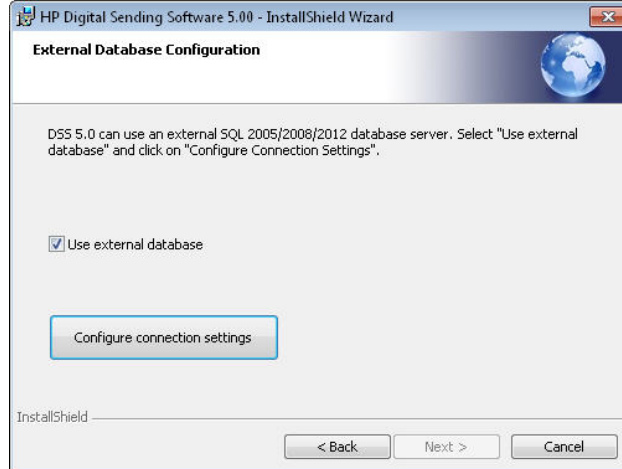 HP Digital Sending Software 5.00 - InstallShield Wizard
External Database Configuration
DSS 5.0 can use an external SQL 2005/2008/2012 database server. Select "Use external
database" and click on "Configure Connection Settings".
Use external database
Configure connection settings
InstallShield
< Back Next > Cancel